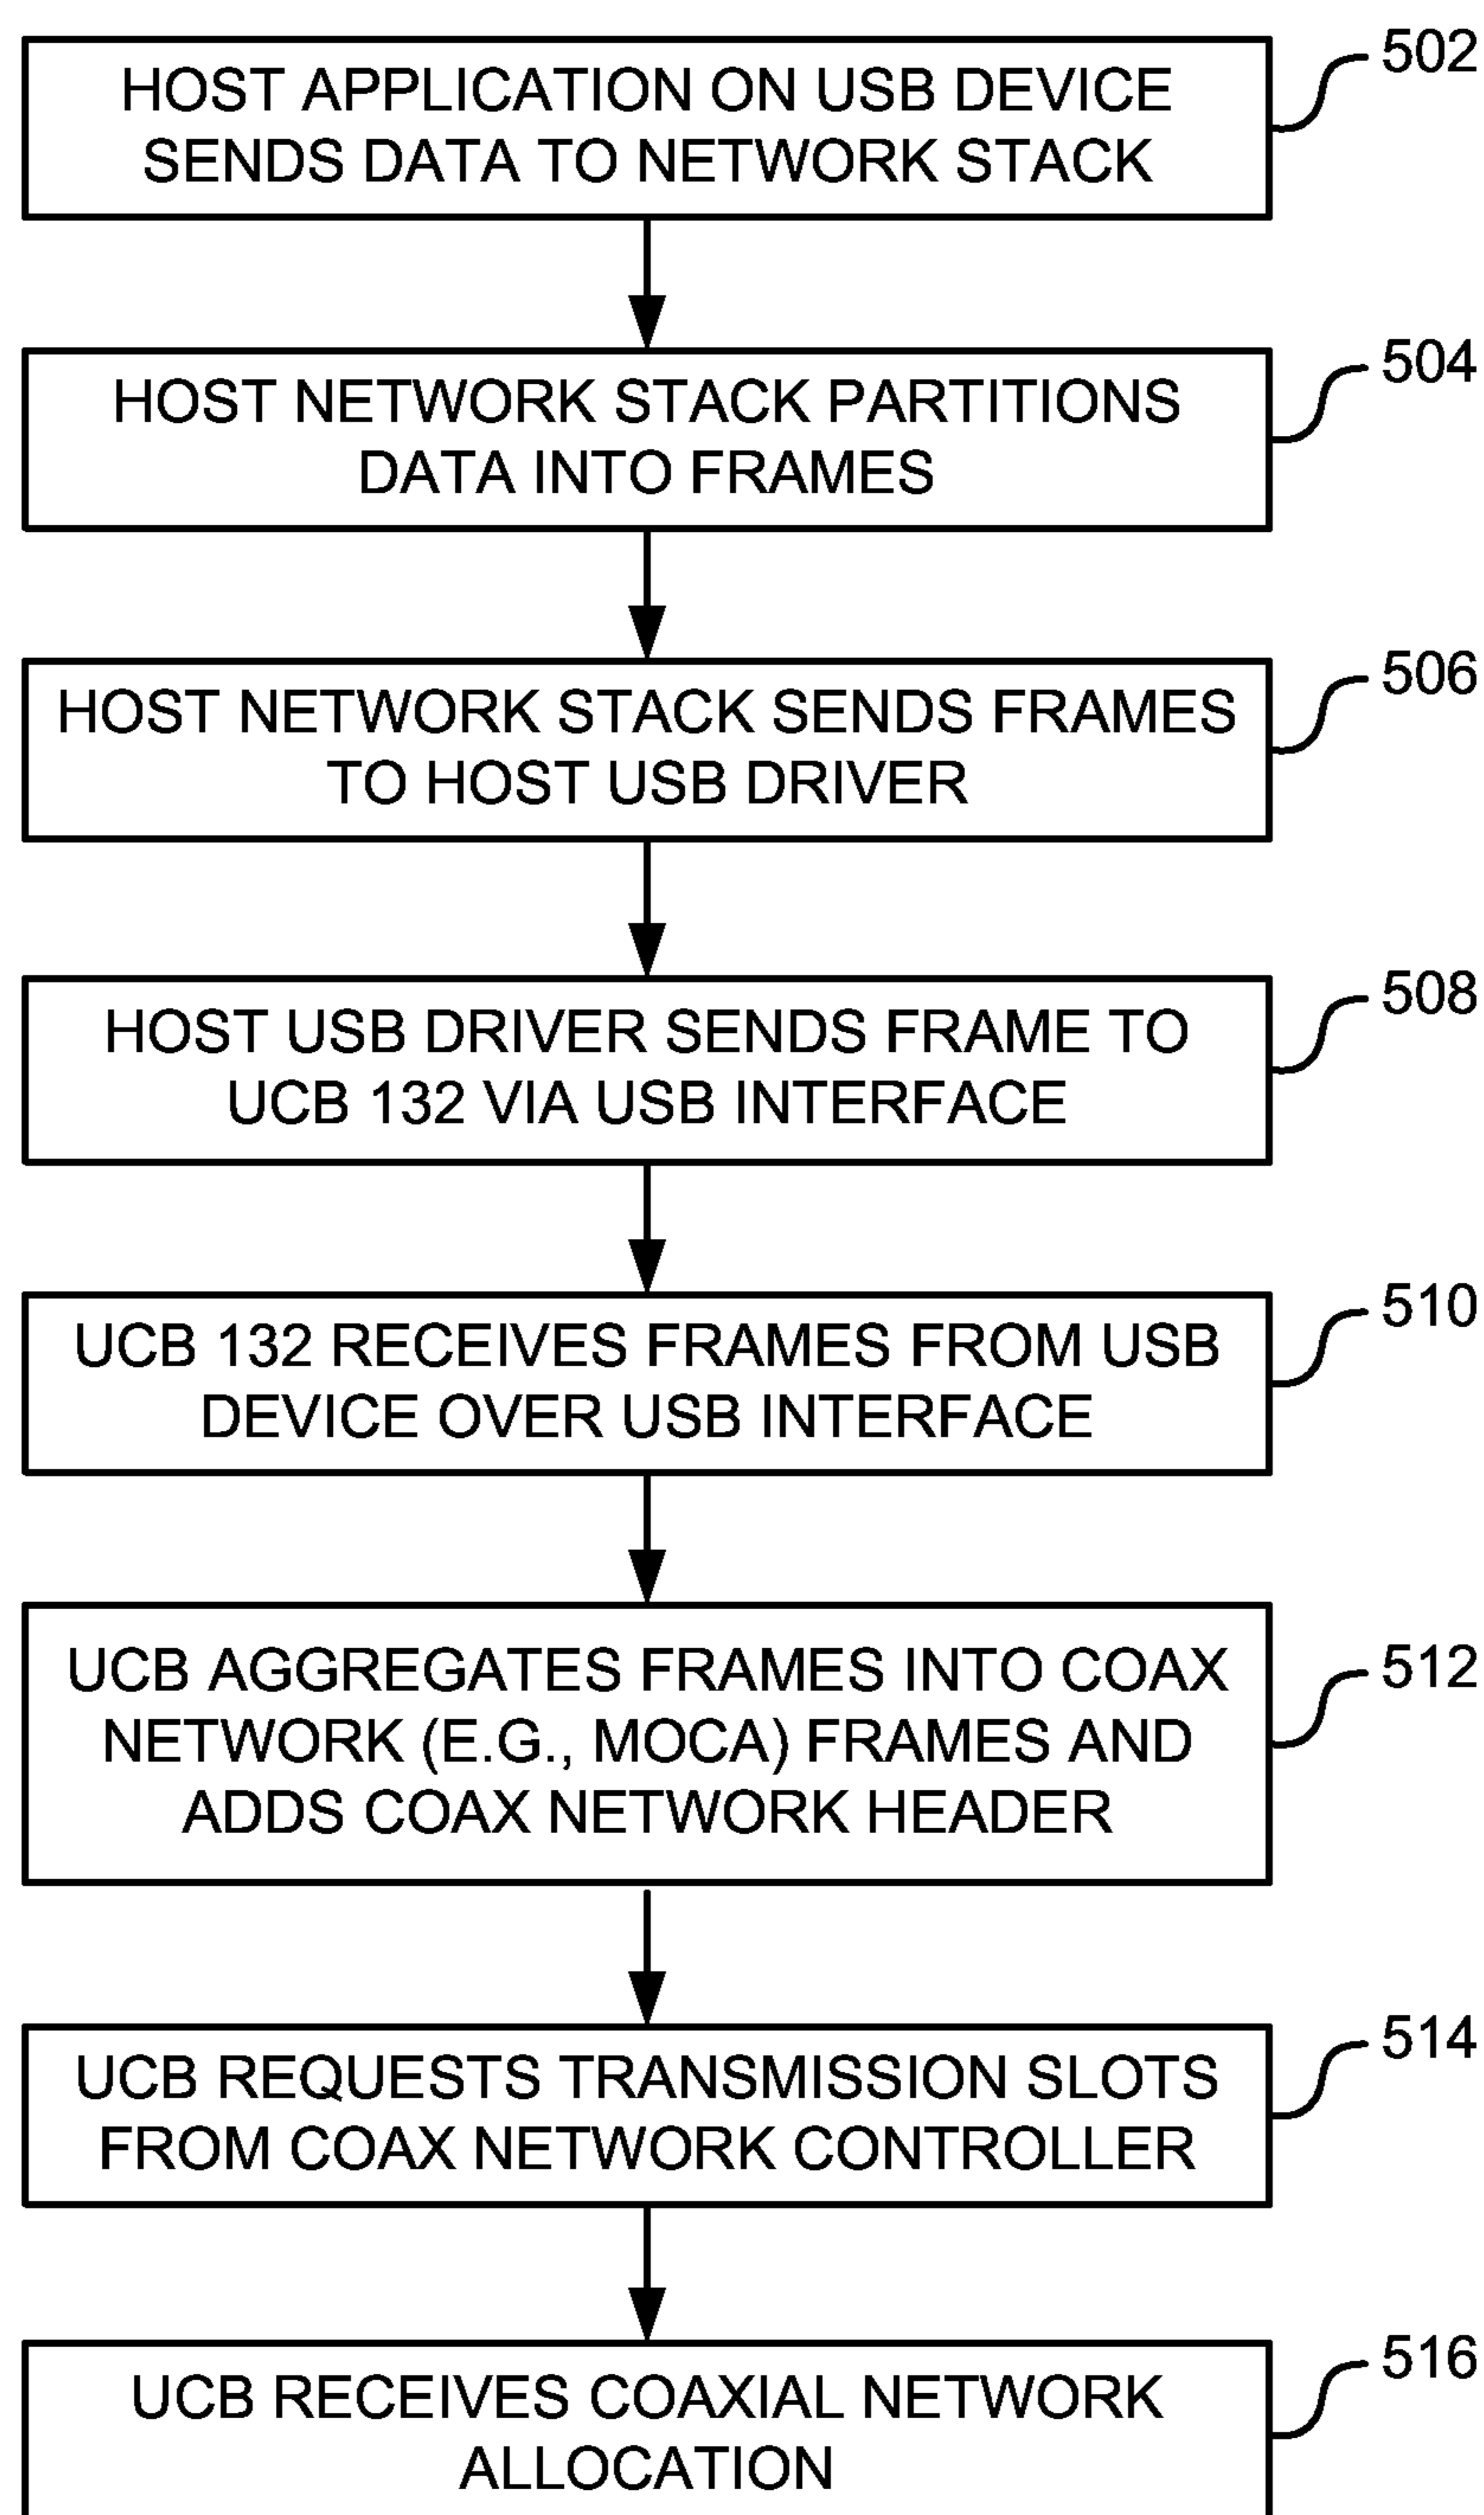 502
HOST APPLICATION ON USB DEVICE
SENDS DATA TO NETWORK STACK
504
HOST NETWORK STACK PARTITIONS
DATA INTO FRAMES
506
HOST NETWORK STACK SENDS FRAMES
TO HOST USB DRIVER
508
HOST USB DRIVER SENDS FRAME TO
UCB 132 VIA USB INTERFACE
510
UCB 132 RECEIVES FRAMES FROM USB
DEVICE OVER USB INTERFACE
512
UCB AGGREGATES FRAMES INTO COAX
NETWORK (E.G., MOCA) FRAMES AND
ADDS COAX NETWORK HEADER
514
UCB REQUESTS TRANSMISSION SLOTS
FROM COAX NETWORK CONTROLLER
516
UCB RECEIVES COAXIAL NETWORK
ALLOCATION